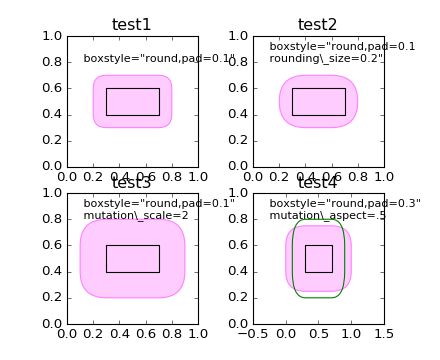 test1
test2
1.0
0.8
0.6
0.4
0.2
0.0
boxstyle="round,pad=0.1"
0.0 0.2 0.4 0.6 0.8 1.0
1.0
0.8
0.6
0.4
0.2
0.0
boxstyle="round,pad=0.1
rounding\_size=0.2"
0.0 0.2 0.4 0.6 0.8 1.0
test3
test4
1.0
0.8
0.6
0.4
0.2
0.0
boxstyle="round,pad=0.1"
mutation\_scale=2
0.0 0.2 0.4 0.6 0.8 1.0
1.0
0.8
0.6
0.4
0.2
0.0
boxstyle="round,pad=0.3"
mutation\_aspect=.5
−0.5 0.0 0.5 1.0 1.5